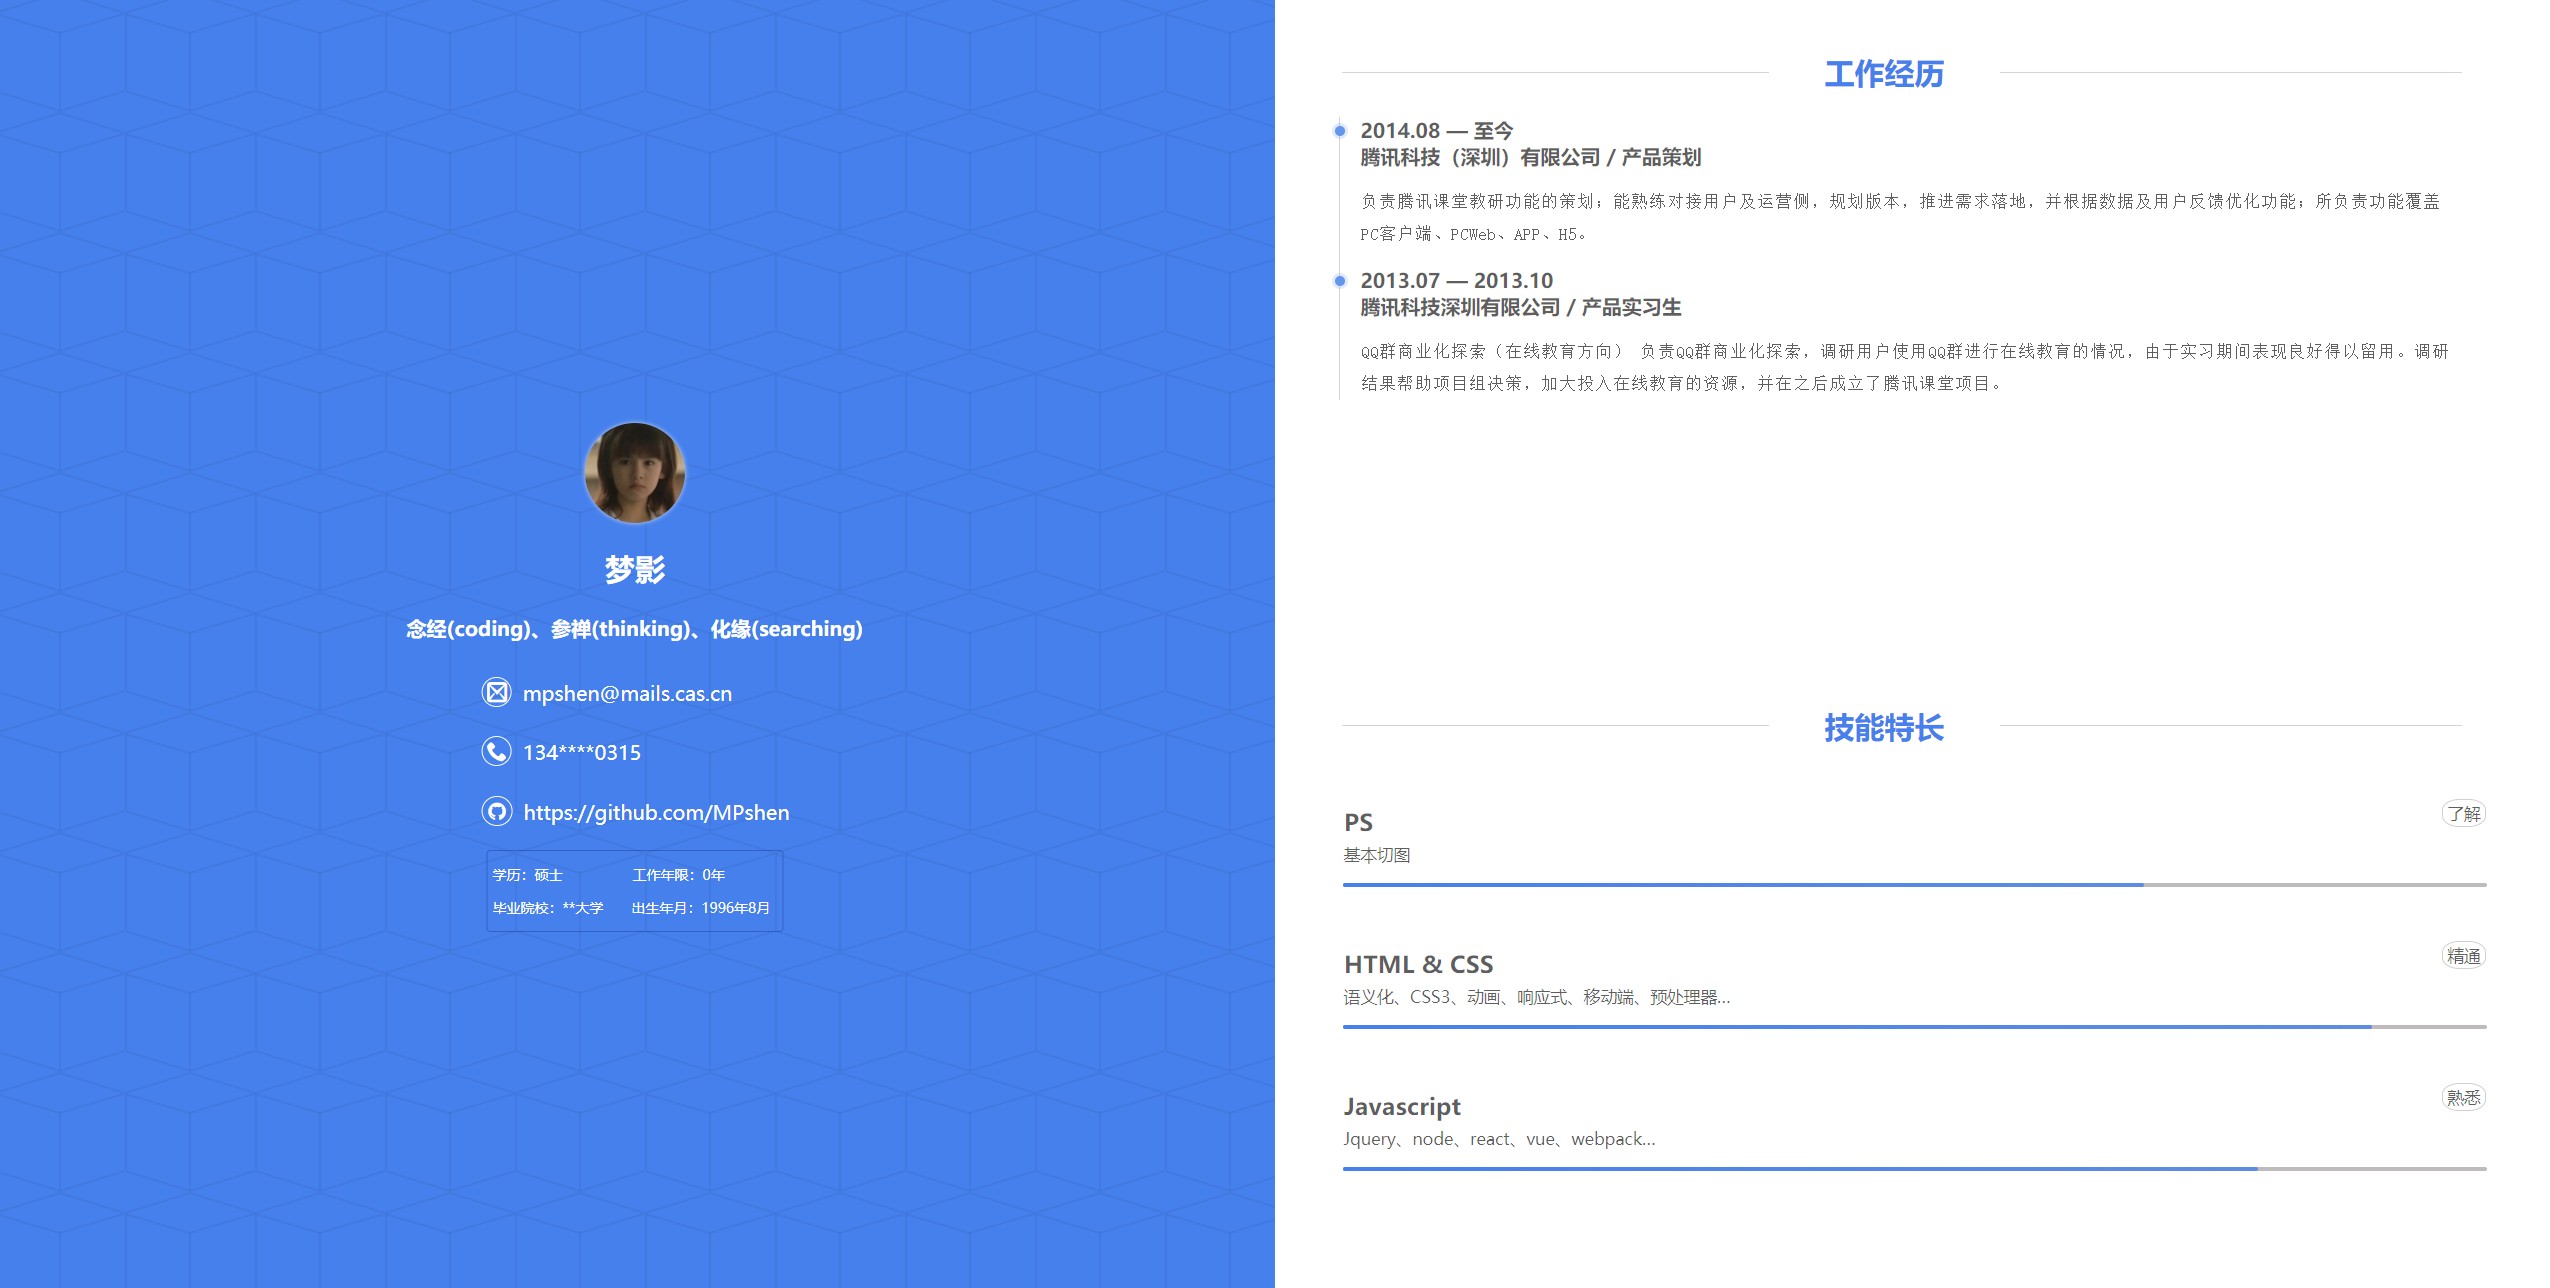 梦影
念经(coding)、参禅(thinking)、化缘(searching)
mpshen@mails.cas.cn
134****0315
https://github.com/MPshen
学历：硕士 工作年限：0年
毕业院校：**大学 出生年月：1996年8月
工作经历
2014.08 — 至今
腾讯科技（深圳）有限公司 / 产品策划
负责腾讯课堂教研功能的策划；能熟练对接用户及运营侧，规划版本，推进需求落地，并根据数据及用户反馈优化功能；所负责功能覆盖
PC客户端、PCWeb、APP、H5。
2013.07 — 2013.10
腾讯科技深圳有限公司 / 产品实习生
QQ群商业化探索（在线教育方向） 负责QQ群商业化探索，调研用户使用QQ群进行在线教育的情况，由于实习期间表现良好得以留用。调研
结果帮助项目组决策，加大投入在线教育的资源，并在之后成立了腾讯课堂项目。
技能特长
PS
了解
基本切图
HTML & CSS
精通
语义化、CSS3、动画、响应式、移动端、预处理器...
Javascript
熟悉
Jquery、node、react、vue、webpack...